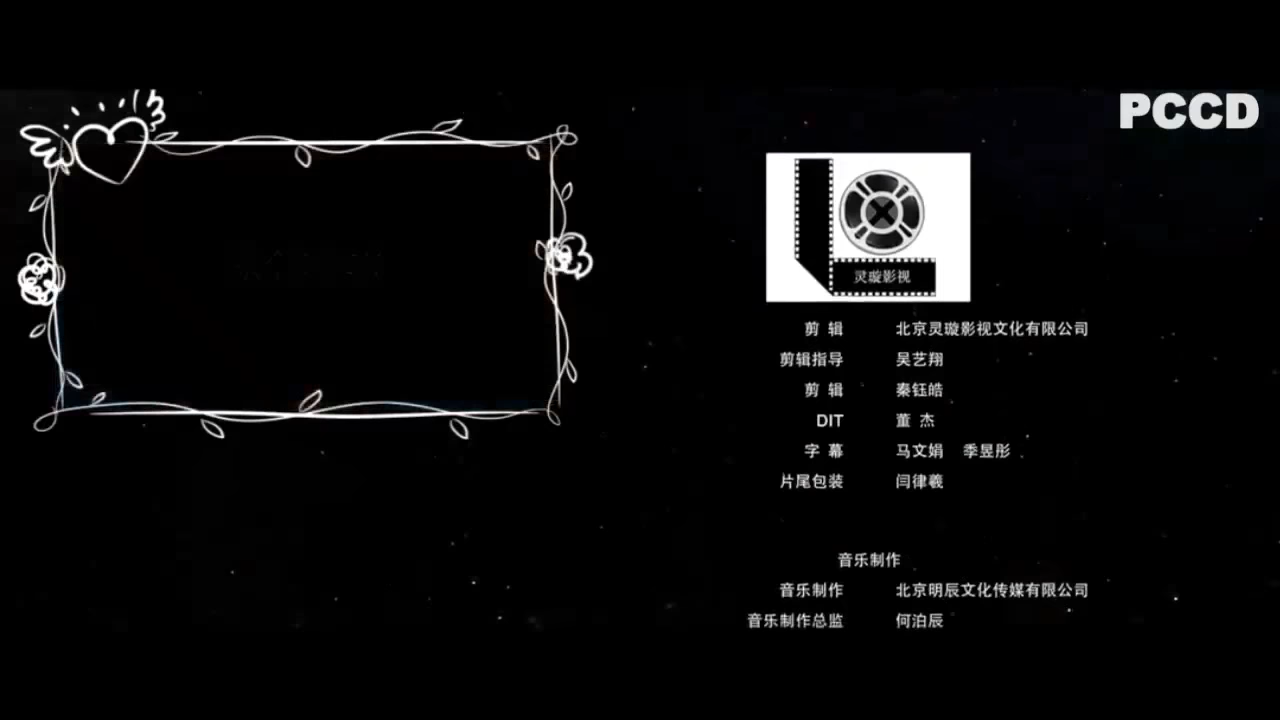 PCCD
灵璇影视
剪 辑 北京灵璇影视文化有限公司
剪辑指导 吴艺翔
剪 辑 秦钰皓
DIT 董 杰
字 幕 马文娟 季昱彤
片尾包装 闫律羲
音乐制作
音乐制作 北京明辰文化传媒有限公司
音乐制作总监 何泊辰